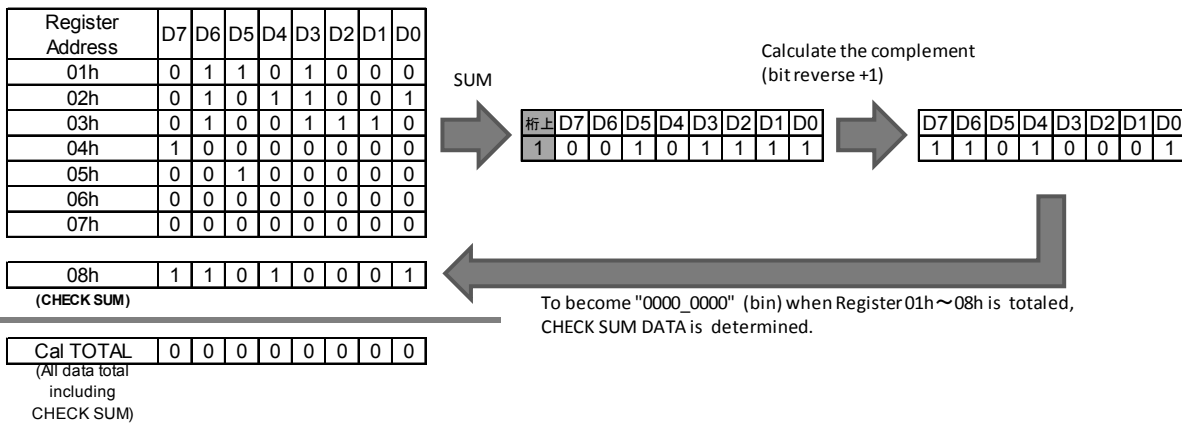 Register
Address D7 D6 D5 D4 D3 D2 D1 D0
01h 0 1 1 0 1 0 0 0
02h 0 1 0 1 1 0 0 1
03h 0 1 0 0 1 1 1 0
04h 1 0 0 0 0 0 0 0
05h 0 0 1 0 0 0 0 0
06h 0 0 0 0 0 0 0 0
07h 0 0 0 0 0 0 0 0
SUM
桁上 D7 D6 D5 D4 D3 D2 D1 D0
1 0 0 1 0 1 1 1 1
Calculate the complement
(bit reverse +1)
D7 D6 D5 D4 D3 D2 D1 D0
1 1 0 1 0 0 0 1
08h 1 1 0 1 0 0 0 1
(CHECK SUM)
To become "0000_0000" (bin) when Register 01h～08h is totaled,
CHECK SUM DATA is determined.
Cal TOTAL 0 0 0 0 0 0 0 0
(All data total
including
CHECK SUM)